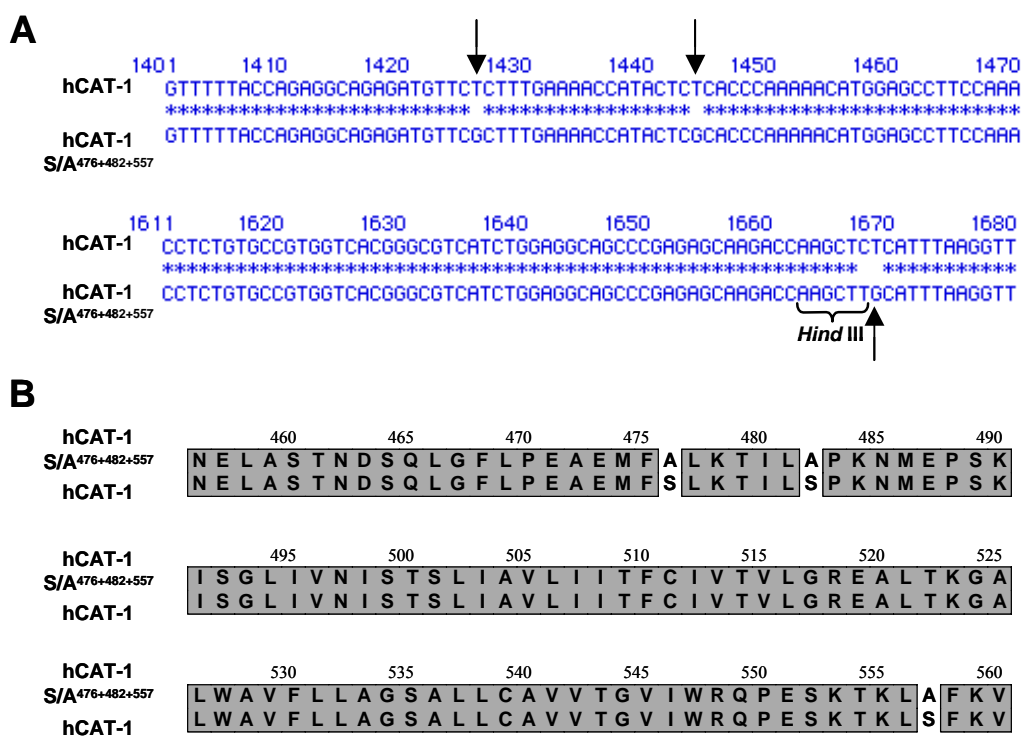 A
1401 1410 1420 1430 1440 1450 1460 1470
hCAT-1 GTTTTTACCAGAGGCAGAGATGTTCTCTTTGAAAACCATACTCTCACCCAAAAACATGGAGCCTTCCAAA
************************* ***************** **************************
hCAT-1 GTTTTTACCAGAGGCAGAGATGTTCGCTTTGAAAACCATACTCGCACCCAAAAACATGGAGCCTTCCAAA
S/A476+482+557
1611 1620 1630 1640 1650 1660 1670 1680
hCAT-1 CCTCTGTGCCGTGGTCACGGGCGTCATCTGGAGGCAGCCCGAGAGCAAGACCAAGCTCTCATTTAAGGTT
*********************************************************  ***********
hCAT-1 CCTCTGTGCCGTGGTCACGGGCGTCATCTGGAGGCAGCCCGAGAGCAAGACCAAGCTTGCATTTAAGGTT
S/A476+482+557
Hind III
B
hCAT-1 460 465 470 475 480 485 490
S/A476+482+557 N E L A S T N D S Q L G F L P E A E M F A L K T I L A P K N M E P S K
hCAT-1 N E L A S T N D S Q L G F L P E A E M F S L K T I L S P K N M E P S K
hCAT-1 495 500 505 510 515 520 525
S/A476+482+557 I S G L I V N I S T S L I A V L I I T F C I V T V L G R E A L T K G A
hCAT-1 I S G L I V N I S T S L I A V L I I T F C I V T V L G R E A L T K G A
hCAT-1 530 535 540 545 550 555 560
S/A476+482+557 L W A V F L L A G S A L L C A V V T G V I W R Q P E S K T K L A F K V
hCAT-1 L W A V F L L A G S A L L C A V V T G V I W R Q P E S K T K L S F K V